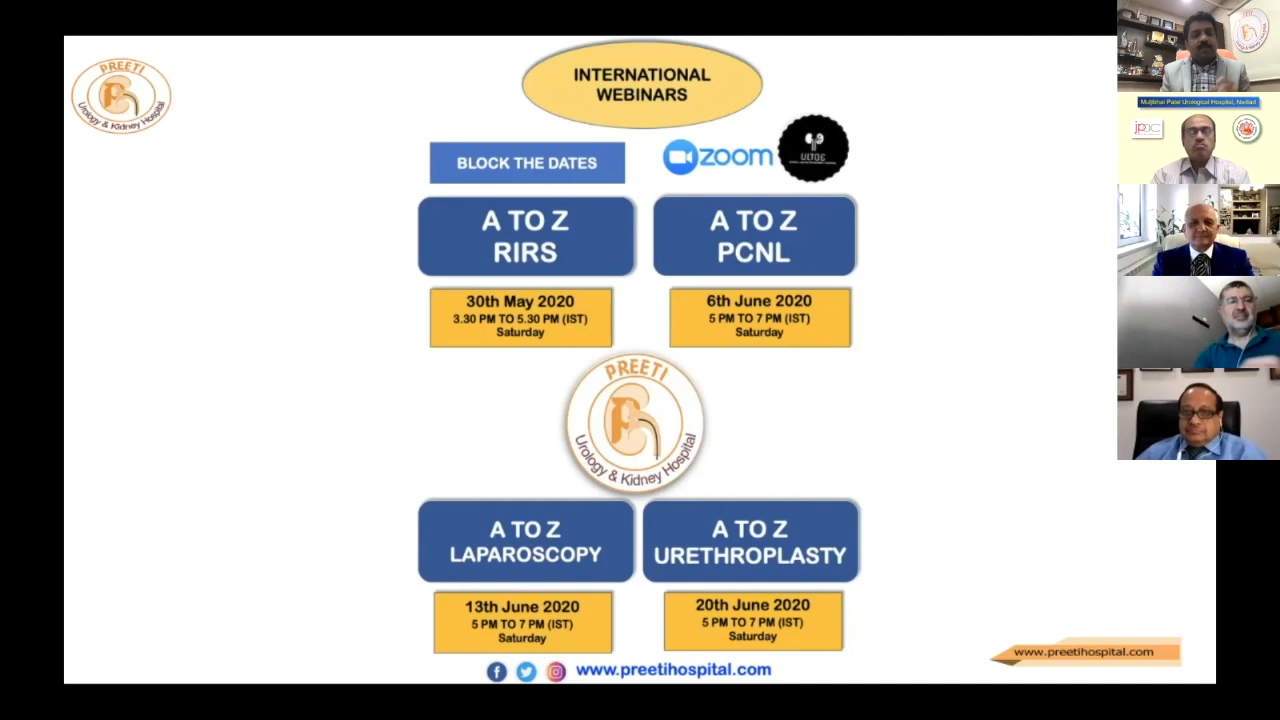 PREETI
Urology & Kidney Hospital
INTERNATIONAL
WEBINARS
BLOCK THE DATES
zoom
ULTOC
A TO Z
RIRS
A TO Z
PCNL
30th May 2020
3.30 PM TO 5.30 PM (IST)
Saturday
6th June 2020
5 PM TO 7 PM (IST)
Saturday
PREETI
Urology & Kidney Hospital
A TO Z
LAPAROSCOPY
A TO Z
URETHROPLASTY
13th June 2020
5 PM TO 7 PM (IST)
Saturday
20th June 2020
5 PM TO 7 PM (IST)
Saturday
www.preetihospital.com
www.preetihospital.com
Muljibhai Patel Urological Hospital, Nadiad